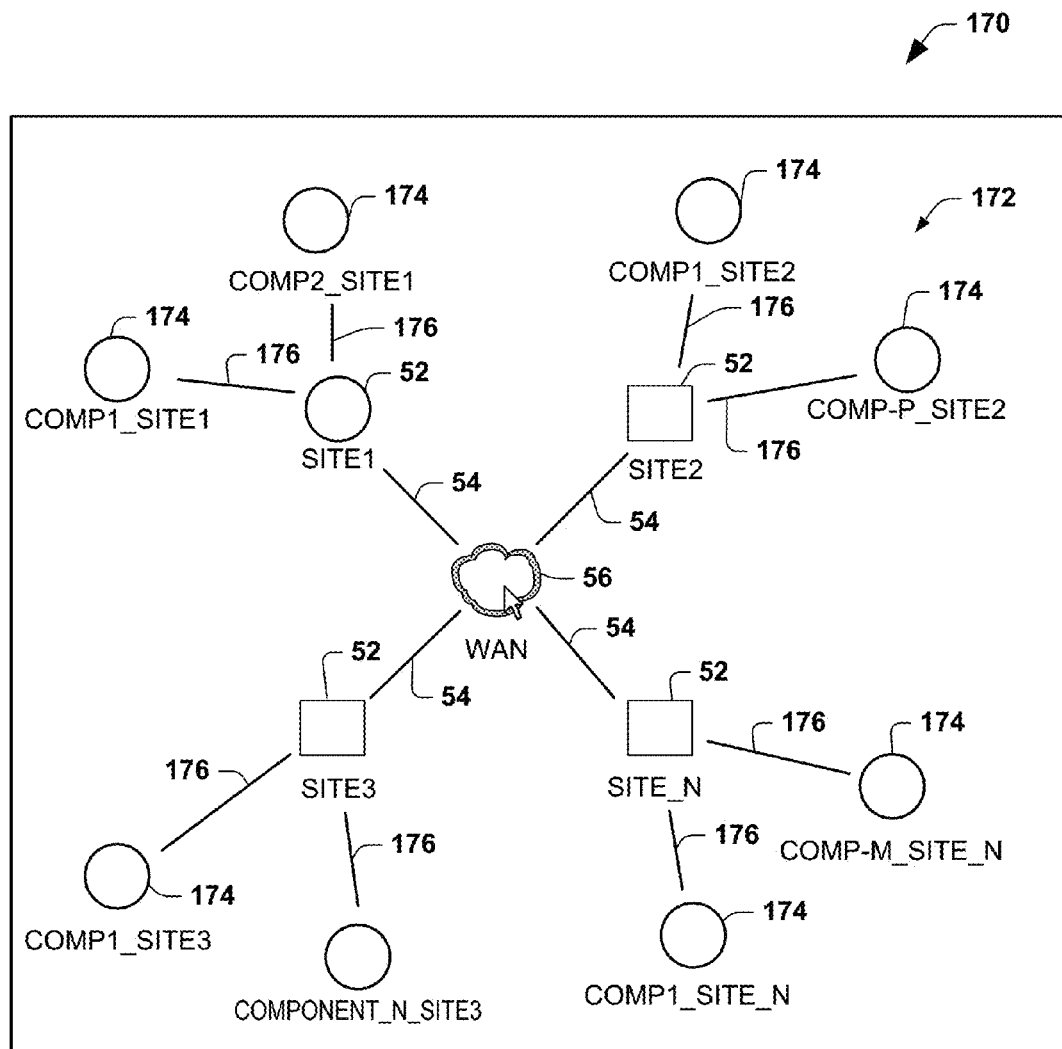 170
174
174
172
COMP2_SITE1
COMP1_SITE2
174
176
176
174
176
52
52
COMP1_SITE1
COMP-P_SITE2
SITE1
176
SITE2
54
54
56
54
WAN
52
52
54
174
176
176
SITE3
SITE_N
176
176
COMP-M_SITE_N
174
174
COMP1_SITE3
COMP1_SITE_N
COMPONENT_N_SITE3